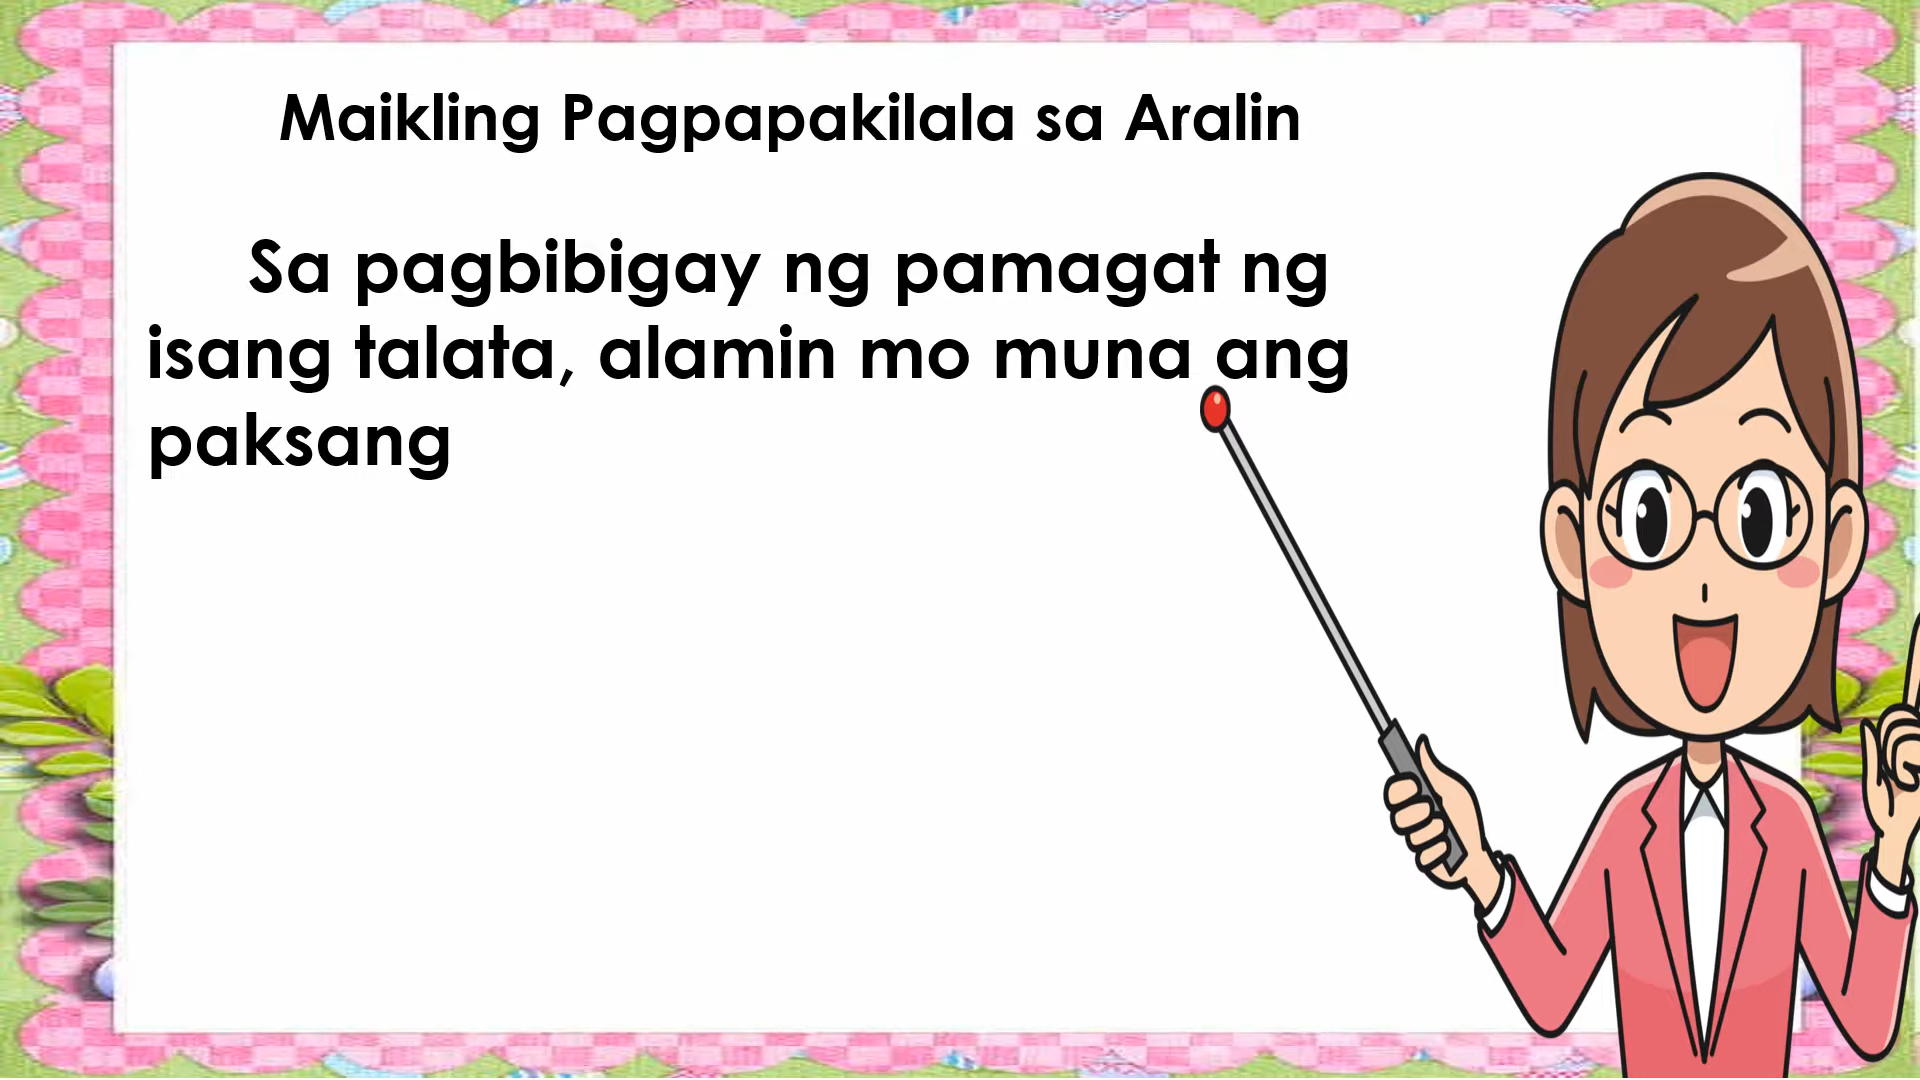 Maikling Pagpapakilala sa Aralin
Sa pagbibigay ng pamagat ng
isang talata, alamin mo muna ang
paksang